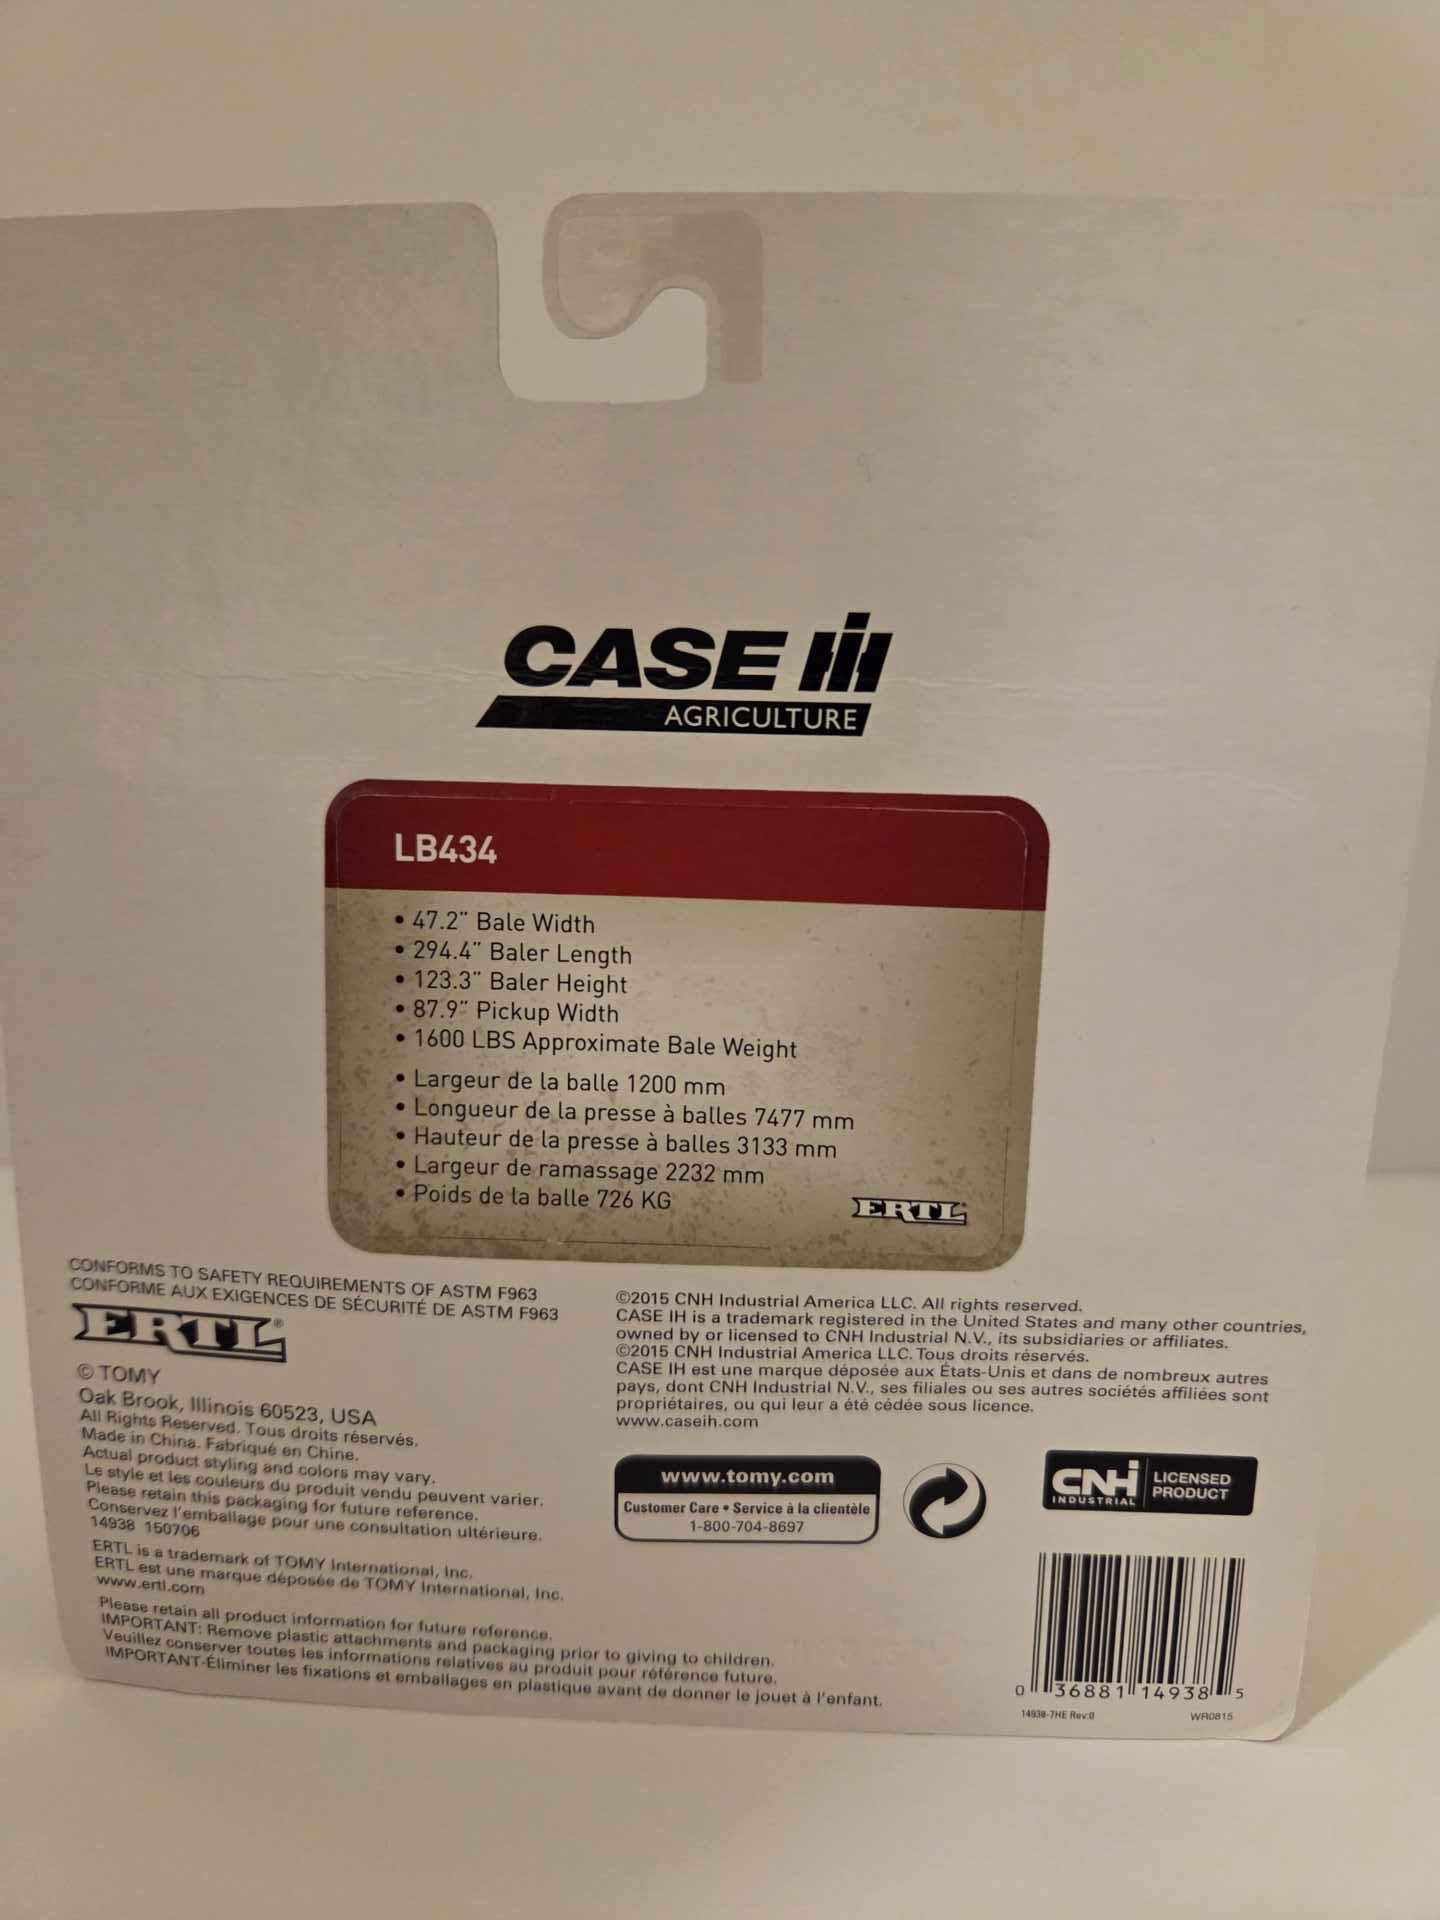 CASE IH
AGRICULTURE
LB434
• 47.2" Bale Width
• 294.4" Baler Length
• 123.3" Baler Height
• 87.9" Pickup Width
• 1600 LBS Approximate Bale Weight
• Largeur de la balle 1200 mm
• Longueur de la presse à balles 7477 mm
• Hauteur de la presse à balles 3133 mm
• Largeur de ramassage 2232 mm
• Poids de la balle 726 KG
ERTL
CONFORMS TO SAFETY REQUIREMENTS OF ASTM F963
CONFORME AUX EXIGENCES DE SÉCURITÉ DE ASTM F963
ERTL®
© TOMY
Oak Brook, Illinois 60523, USA
All Rights Reserved. Tous droits réservés.
Made in China. Fabriqué en Chine.
Actual product styling and colors may vary.
Le style et les couleurs du produit vendu peuvent varier.
Please retain this packaging for future reference.
Conservez l'emballage pour une consultation ultérieure.
14938 150706
ERTL is a trademark of TOMY International, Inc.
ERTL est une marque déposée de TOMY International, Inc.
www.ertl.com
Please retain all product information for future reference.
IMPORTANT: Remove plastic attachments and packaging prior to giving to children.
Veuillez conserver toutes les informations relatives au produit pour référence future.
IMPORTANT-Éliminer les fixations et emballages en plastique avant de donner le jouet à l'enfant.
©2015 CNH Industrial America LLC. All rights reserved.
CASE IH is a trademark registered in the United States and many other countries,
owned by or licensed to CNH Industrial N.V., its subsidiaries or affiliates.
©2015 CNH Industrial America LLC. Tous droits réservés.
CASE IH est une marque déposée aux États-Unis et dans de nombreux autres
pays, dont CNH Industrial N.V., ses filiales ou ses autres sociétés affiliées sont
propriétaires, ou qui leur a été cédée sous licence.
www.caseih.com
www.tomy.com
Customer Care • Service à la clientèle
1-800-704-8697
CNH INDUSTRIAL
LICENSED PRODUCT
0 36881 14938 5
14938-7HE Rev:0
WR0815